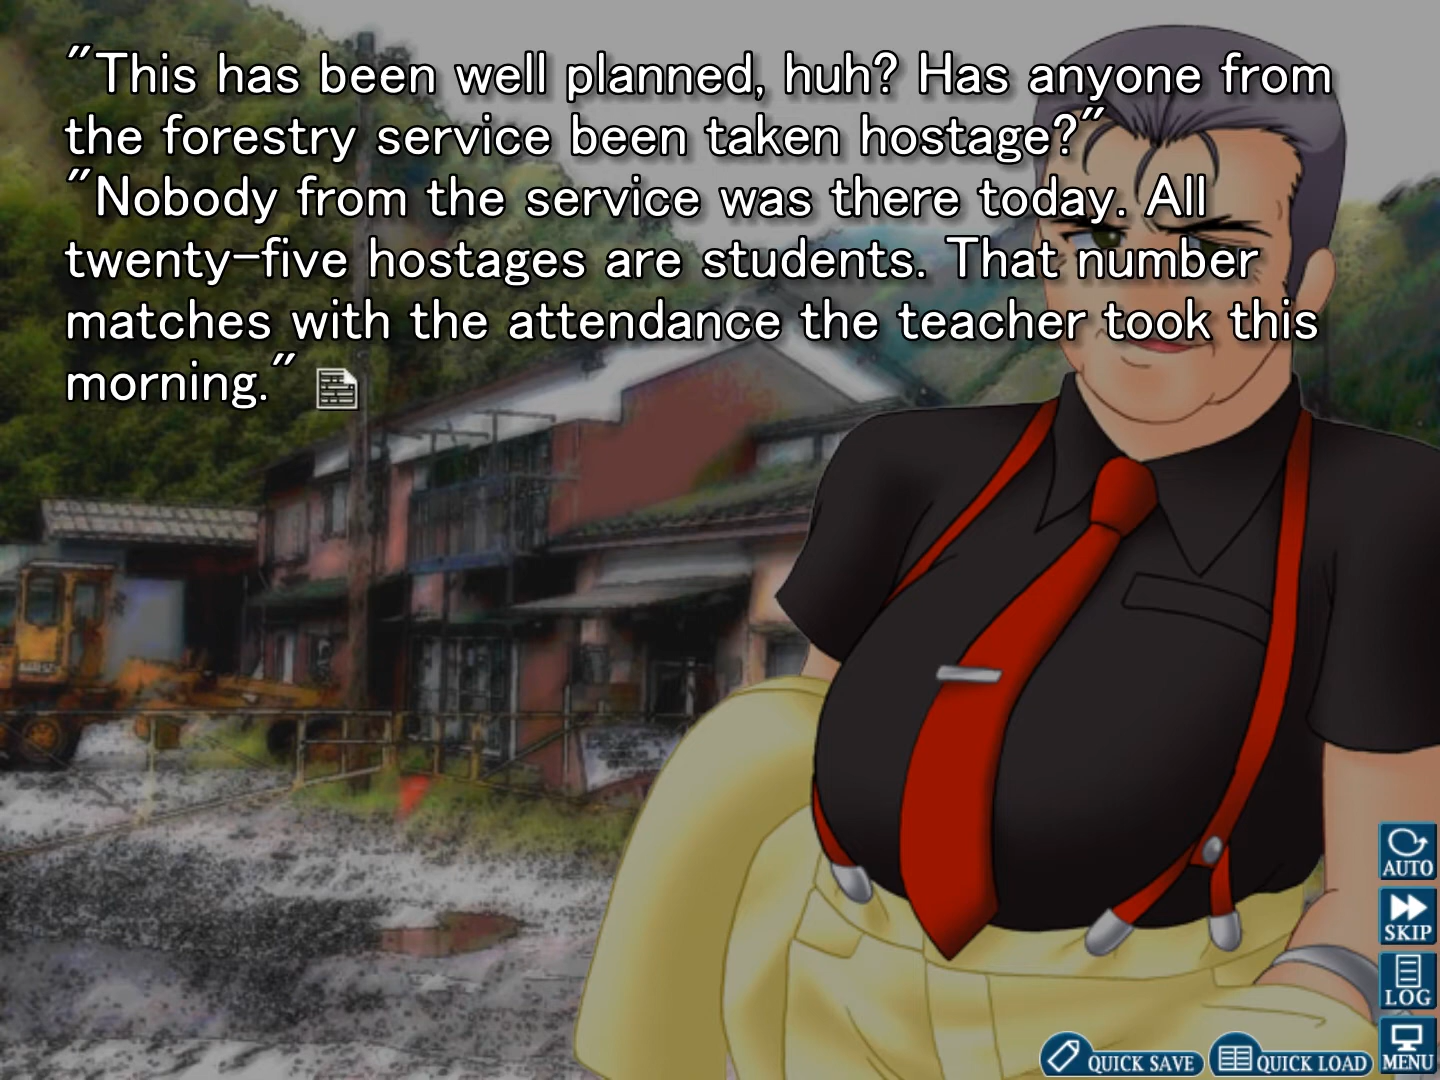 "This has been well planned, huh? Has anyone from
the forestry service been taken hostage?"
"Nobody from the service was there today. All
twenty-five hostages are students. That number
matches with the attendance the teacher took this
morning."
AUTO
SKIP
LOG
MENU
QUICK SAVE
QUICK LOAD